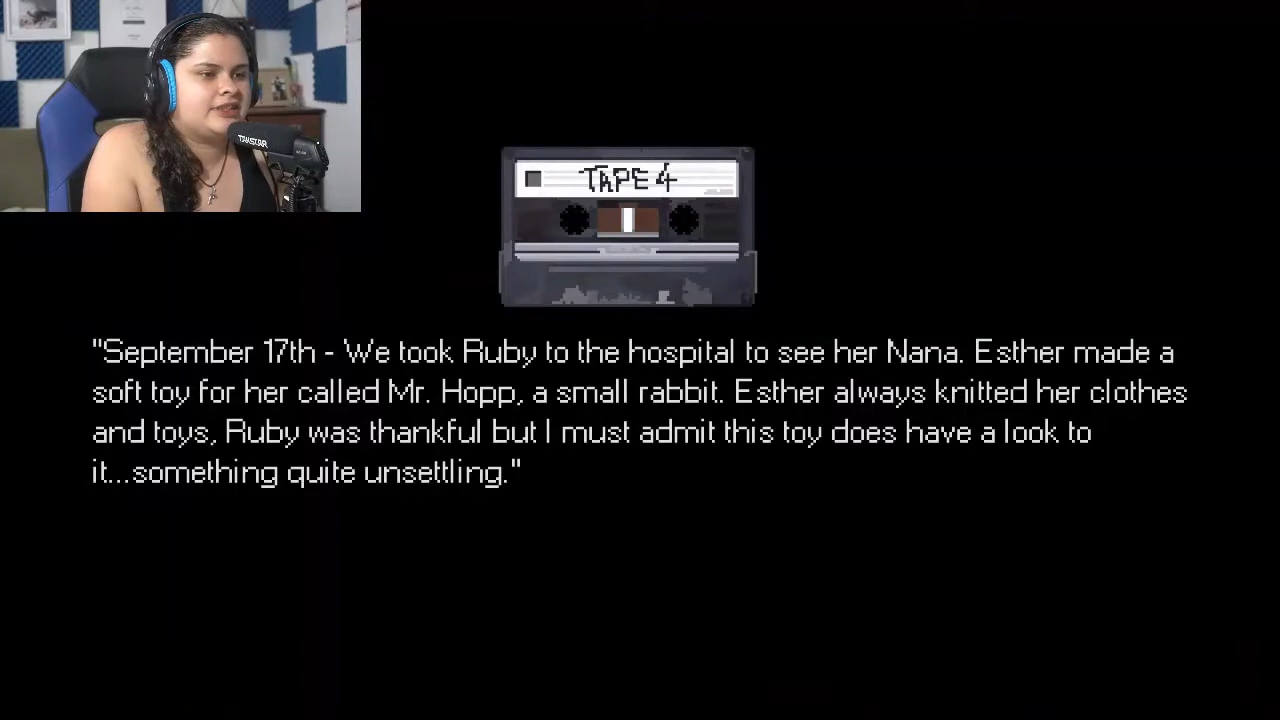 TAKSTAR
TAPE 4
"September 17th - We took Ruby to the hospital to see her Nana. Esther made a
soft toy for her called Mr. Hopp, a small rabbit. Esther always knitted her clothes
and toys, Ruby was thankful but I must admit this toy does have a look to
it...something quite unsettling."